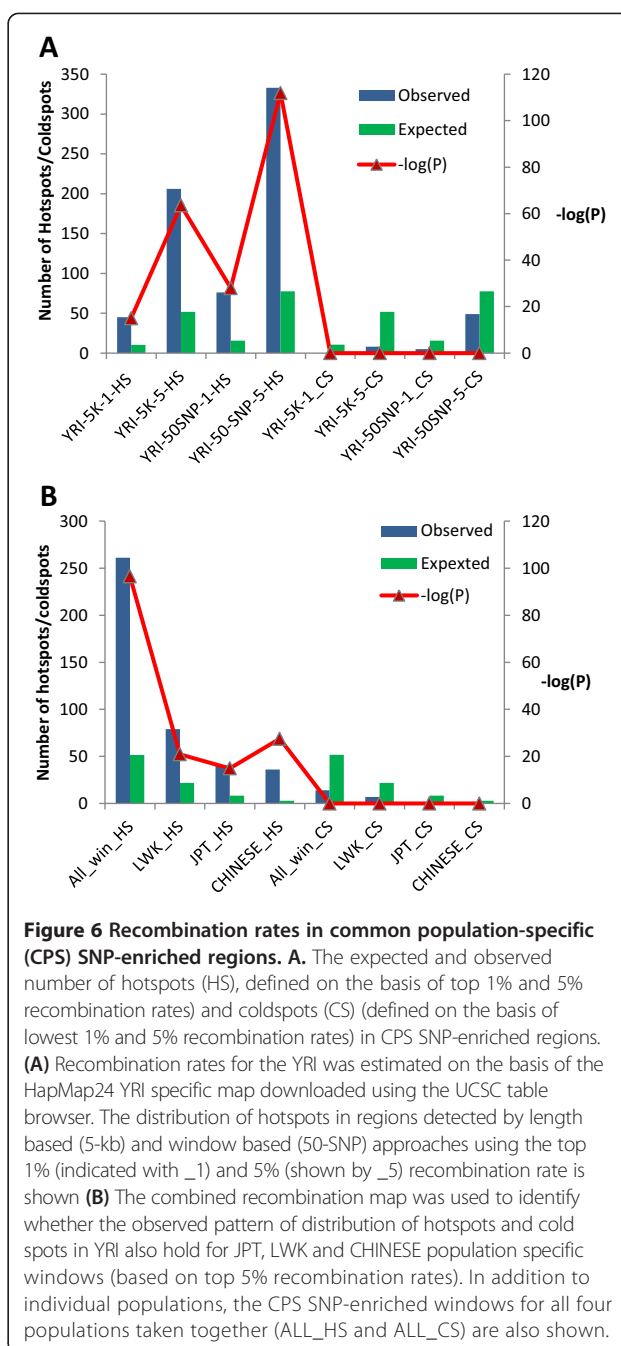 A
350
300
250
200
150
100
50
0
Number of Hotspots/Coldspots
120
100
80
60
40
20
0
-log(P)
Observed
Expected
-log(P)
YRI-5K-1-HS
YRI-5K-5-HS
YRI-50SNP-1-HS
YRI-50-SNP-5-HS
YRI-5K-1_CS
YRI-5K-5-CS
YRI-50SNP-1_CS
YRI-50SNP-5-CS
B
300
250
200
150
100
50
0
Number of hotspots/coldspots
120
100
80
60
40
20
0
-log(P)
Observed
Expexted
-log(P)
All_win_HS
LWK_HS
JPT_HS
CHINESE_HS
All_win_CS
LWK_CS
JPT_CS
CHINESE_CS
Figure 6 Recombination rates in common population-specific
(CPS) SNP-enriched regions. A. The expected and observed
number of hotspots (HS), defined on the basis of top 1% and 5%
recombination rates) and coldspots (CS) (defined on the basis of
lowest 1% and 5% recombination rates) in CPS SNP-enriched regions.
(A) Recombination rates for the YRI was estimated on the basis of the
HapMap24 YRI specific map downloaded using the UCSC table
browser. The distribution of hotspots in regions detected by length
based (5-kb) and window based (50-SNP) approaches using the top
1% (indicated with _1) and 5% (shown by _5) recombination rate is
shown (B) The combined recombination map was used to identify
whether the observed pattern of distribution of hotspots and cold
spots in YRI also hold for JPT, LWK and CHINESE population specific
windows (based on top 5% recombination rates). In addition to
individual populations, the CPS SNP-enriched windows for all four
populations taken together (ALL_HS and ALL_CS) are also shown.